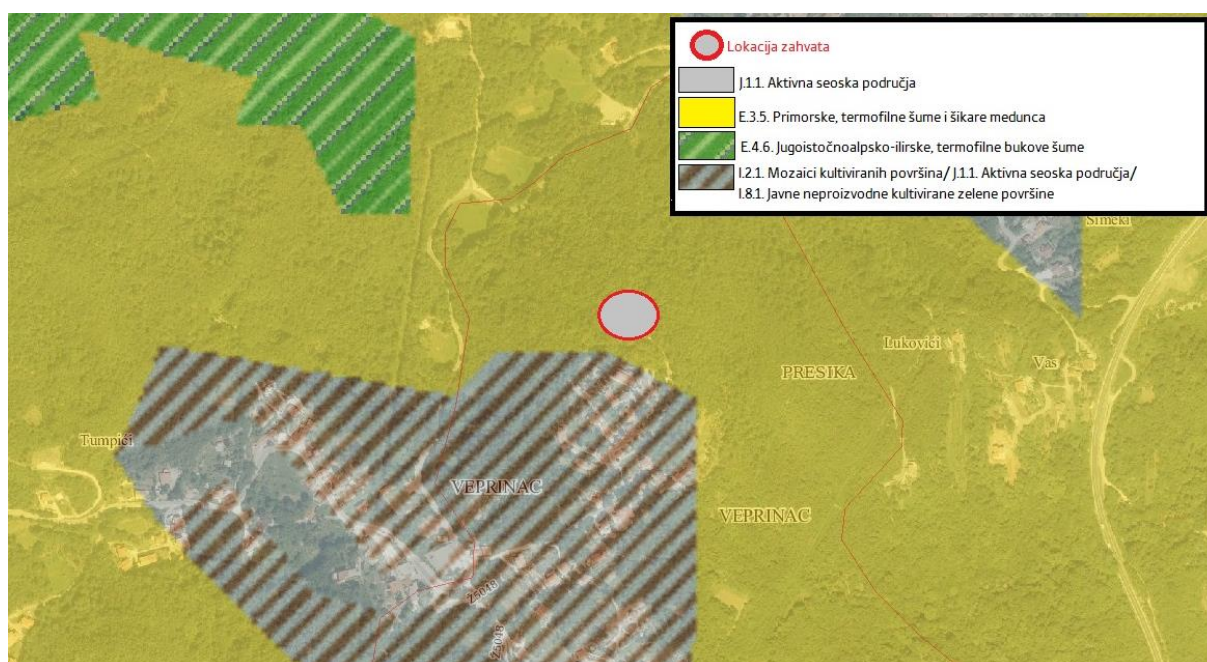 Lokacija zahvata
J.1.1. Aktivna seoska područja
E.3.5. Primorske, termofilne šume i šikare medunca
E.4.6. Jugoistočnoalpsko-ilirske, termofilne bukove šume
I.2.1. Mozaici kultiviranih površina/ J.1.1. Aktivna seoska područja/
I.8.1. Javne neproizvodne kultivirane zelene površine
Šimeki
Lukovići
Vas
PRESIKA
Tumpići
VEPRINAC
VEPRINAC
Ž5048
Ž5048